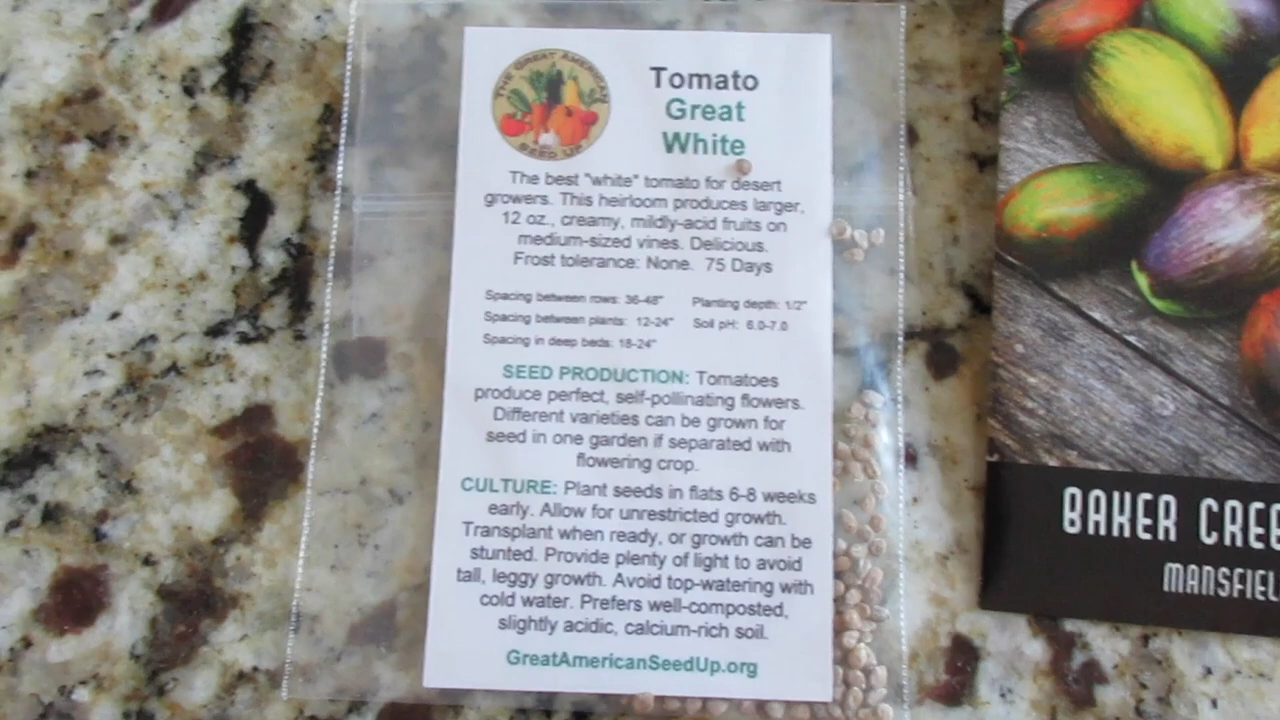 THE GREAT AMERICAN
SEED UP
Tomato
Great
White
The best "white" tomato for desert
growers. This heirloom produces larger,
12 oz., creamy, mildly-acid fruits on
medium-sized vines. Delicious.
Frost tolerance: None. 75 Days
Spacing between rows: 36-48" Planting depth: 1/2"
Spacing between plants: 12-24" Soil pH: 6.0-7.0
Spacing in deep beds: 18-24"
SEED PRODUCTION: Tomatoes
produce perfect, self-pollinating flowers.
Different varieties can be grown for
seed in one garden if separated with
flowering crop.
CULTURE: Plant seeds in flats 6-8 weeks
early. Allow for unrestricted growth.
Transplant when ready, or growth can be
stunted. Provide plenty of light to avoid
tall, leggy growth. Avoid top-watering with
cold water. Prefers well-composted,
slightly acidic, calcium-rich soil.
GreatAmericanSeedUp.org
BAKER CREE
MANSFIEL